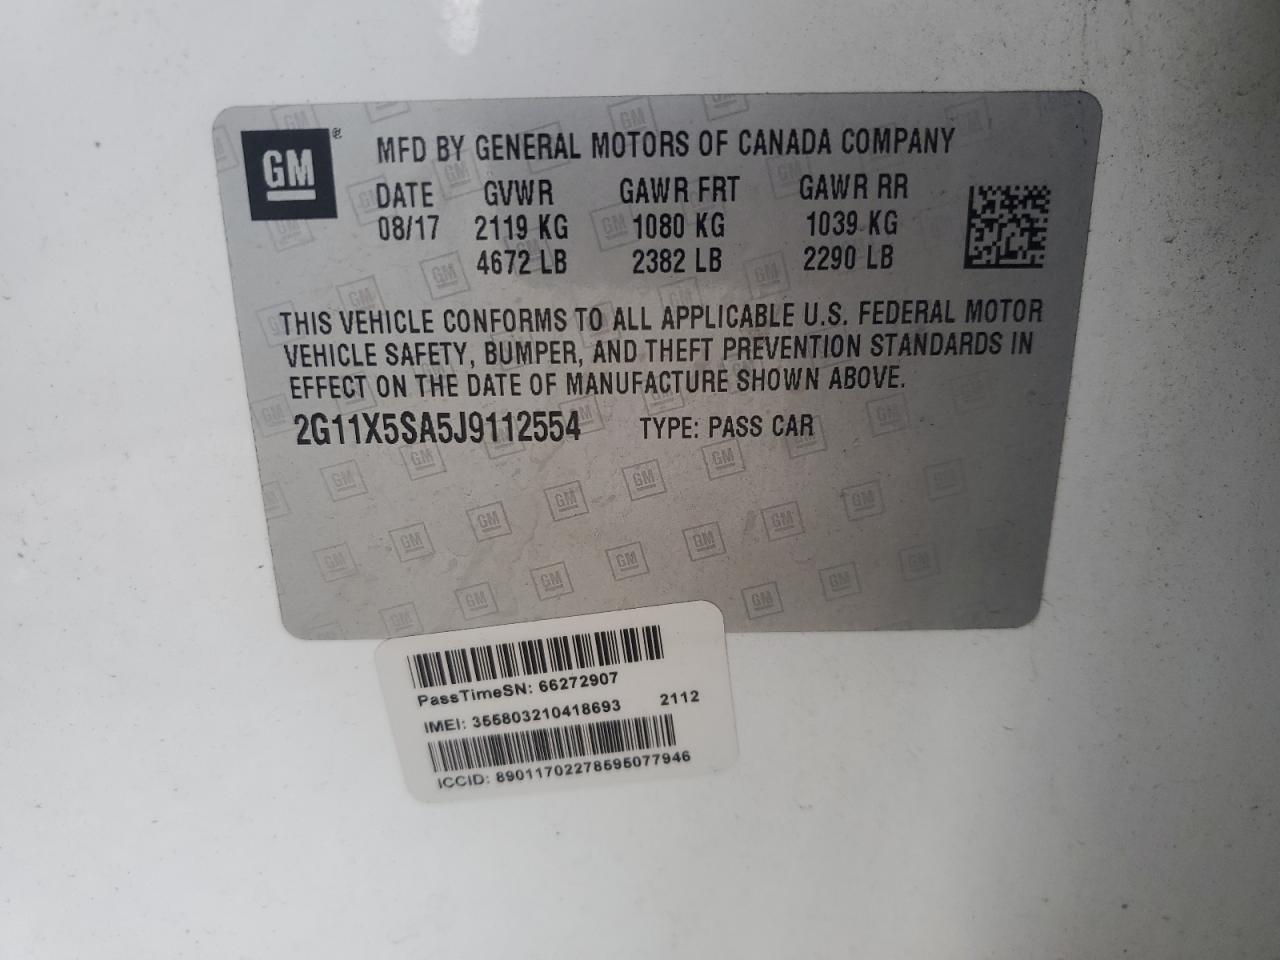 GM ®
MFD BY GENERAL MOTORS OF CANADA COMPANY
DATE GVWR GAWR FRT GAWR RR
08/17 2119 KG 1080 KG 1039 KG
4672 LB 2382 LB 2290 LB
THIS VEHICLE CONFORMS TO ALL APPLICABLE U.S. FEDERAL MOTOR
VEHICLE SAFETY, BUMPER, AND THEFT PREVENTION STANDARDS IN
EFFECT ON THE DATE OF MANUFACTURE SHOWN ABOVE.
2G11X5SA5J9112554 TYPE: PASS CAR
PassTimeSN: 66272907
IMEI: 355803210418693 2112
ICCID: 89011702278595077946